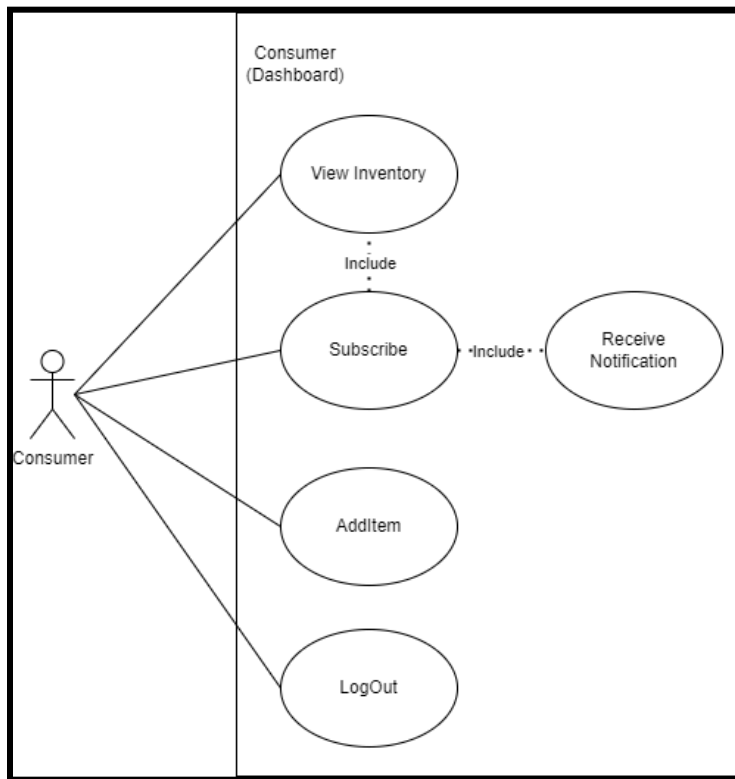 Consumer
(Dashboard)
View Inventory
Include
Subscribe
Include
Receive
Notification
Consumer
AddItem
LogOut